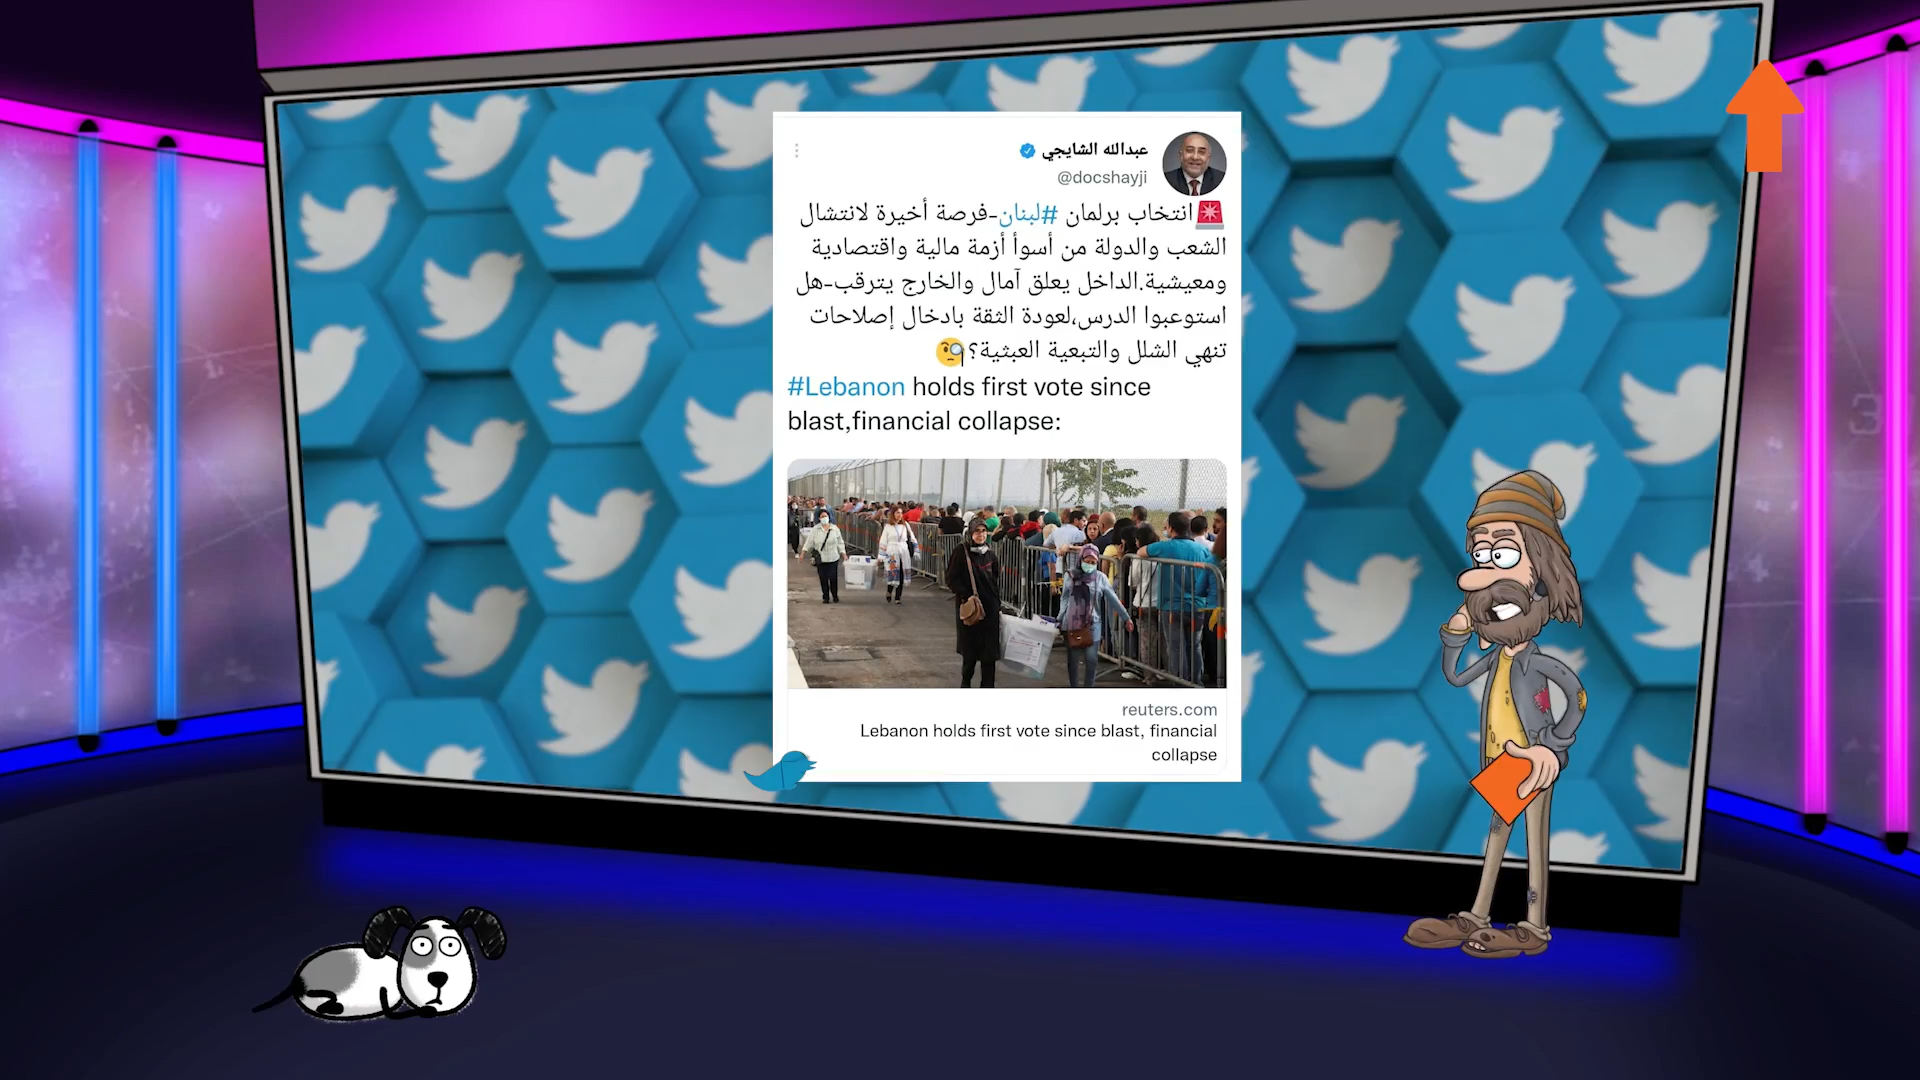 عبدالله الشايجي
@docshayji
انتخاب برلمان #لبنان-فرصة أخيرة لانتشال
الشعب والدولة من أسوأ أزمة مالية واقتصادية
ومعيشية.الداخل يعلق آمال والخارج يترقب-هل
استوعبوا الدرس،لعودة الثقة بادخال إصلاحات
تنهي الشلل والتبعية العبثية؟
#Lebanon holds first vote since
blast,financial collapse:
reuters.com
Lebanon holds first vote since blast, financial
collapse